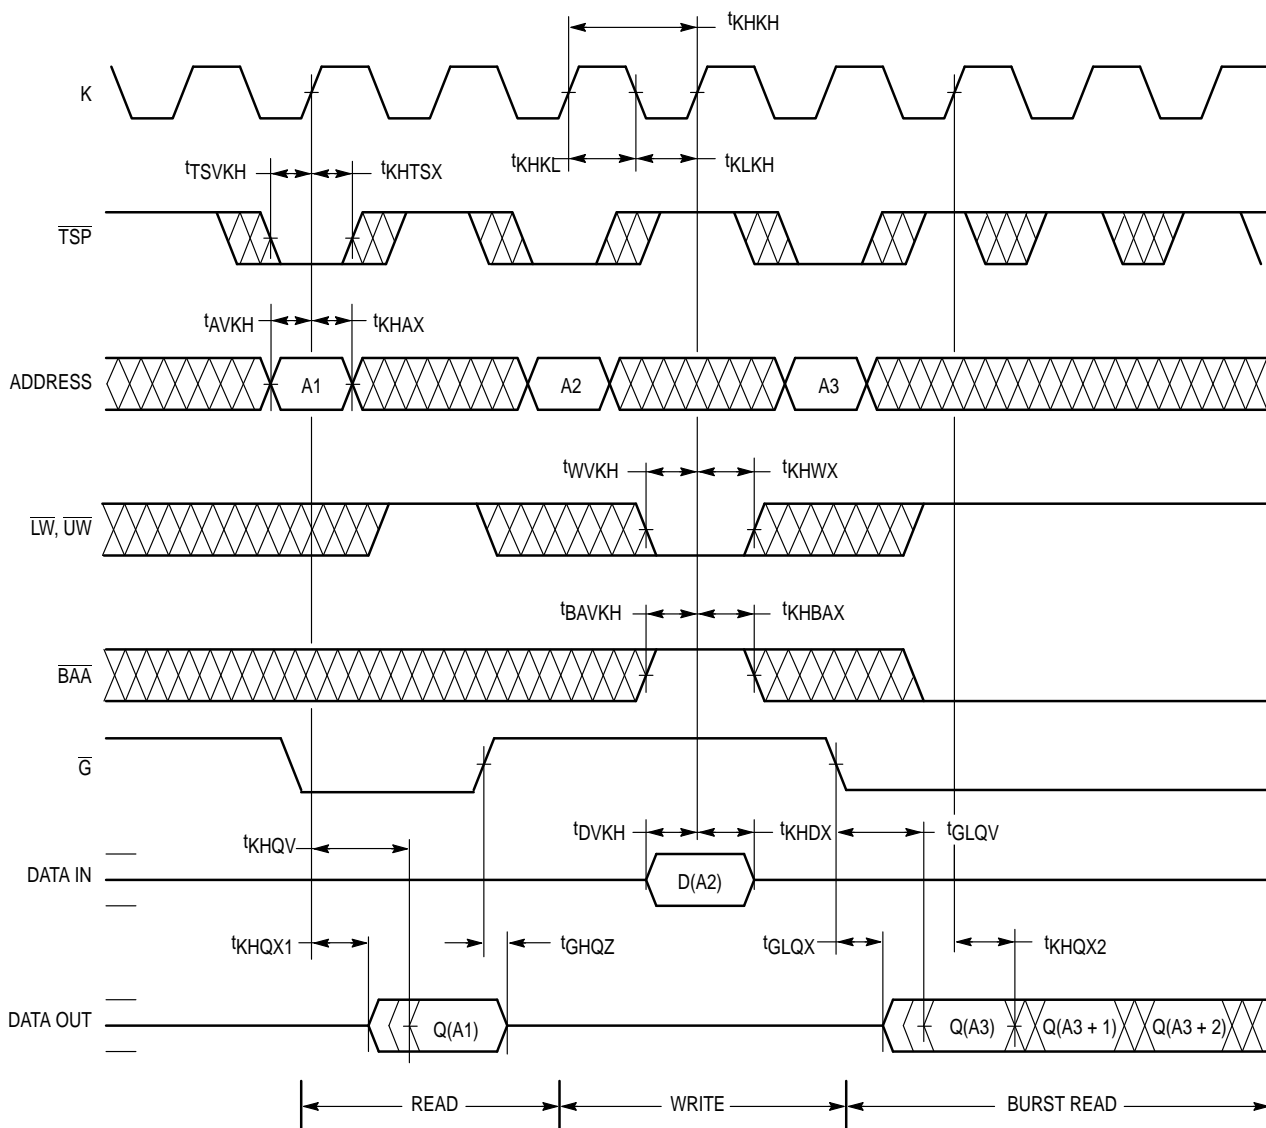 tKHKH
K
tTSVKH tKHTSX tKHKL tKLKH
TSP
tAVKH tKHAX
ADDRESS A1 A2 A3
tWVKH tKHWX
LW, UW
tBAVKH tKHBAX
BAA
G
tKHQV tDVKH tKHDX tGLQV
DATA IN D(A2)
tKHQX1 tGHQZ tGLQX tKHQX2
DATA OUT Q(A1) Q(A3) Q(A3 + 1) Q(A3 + 2)
READ WRITE BURST READ